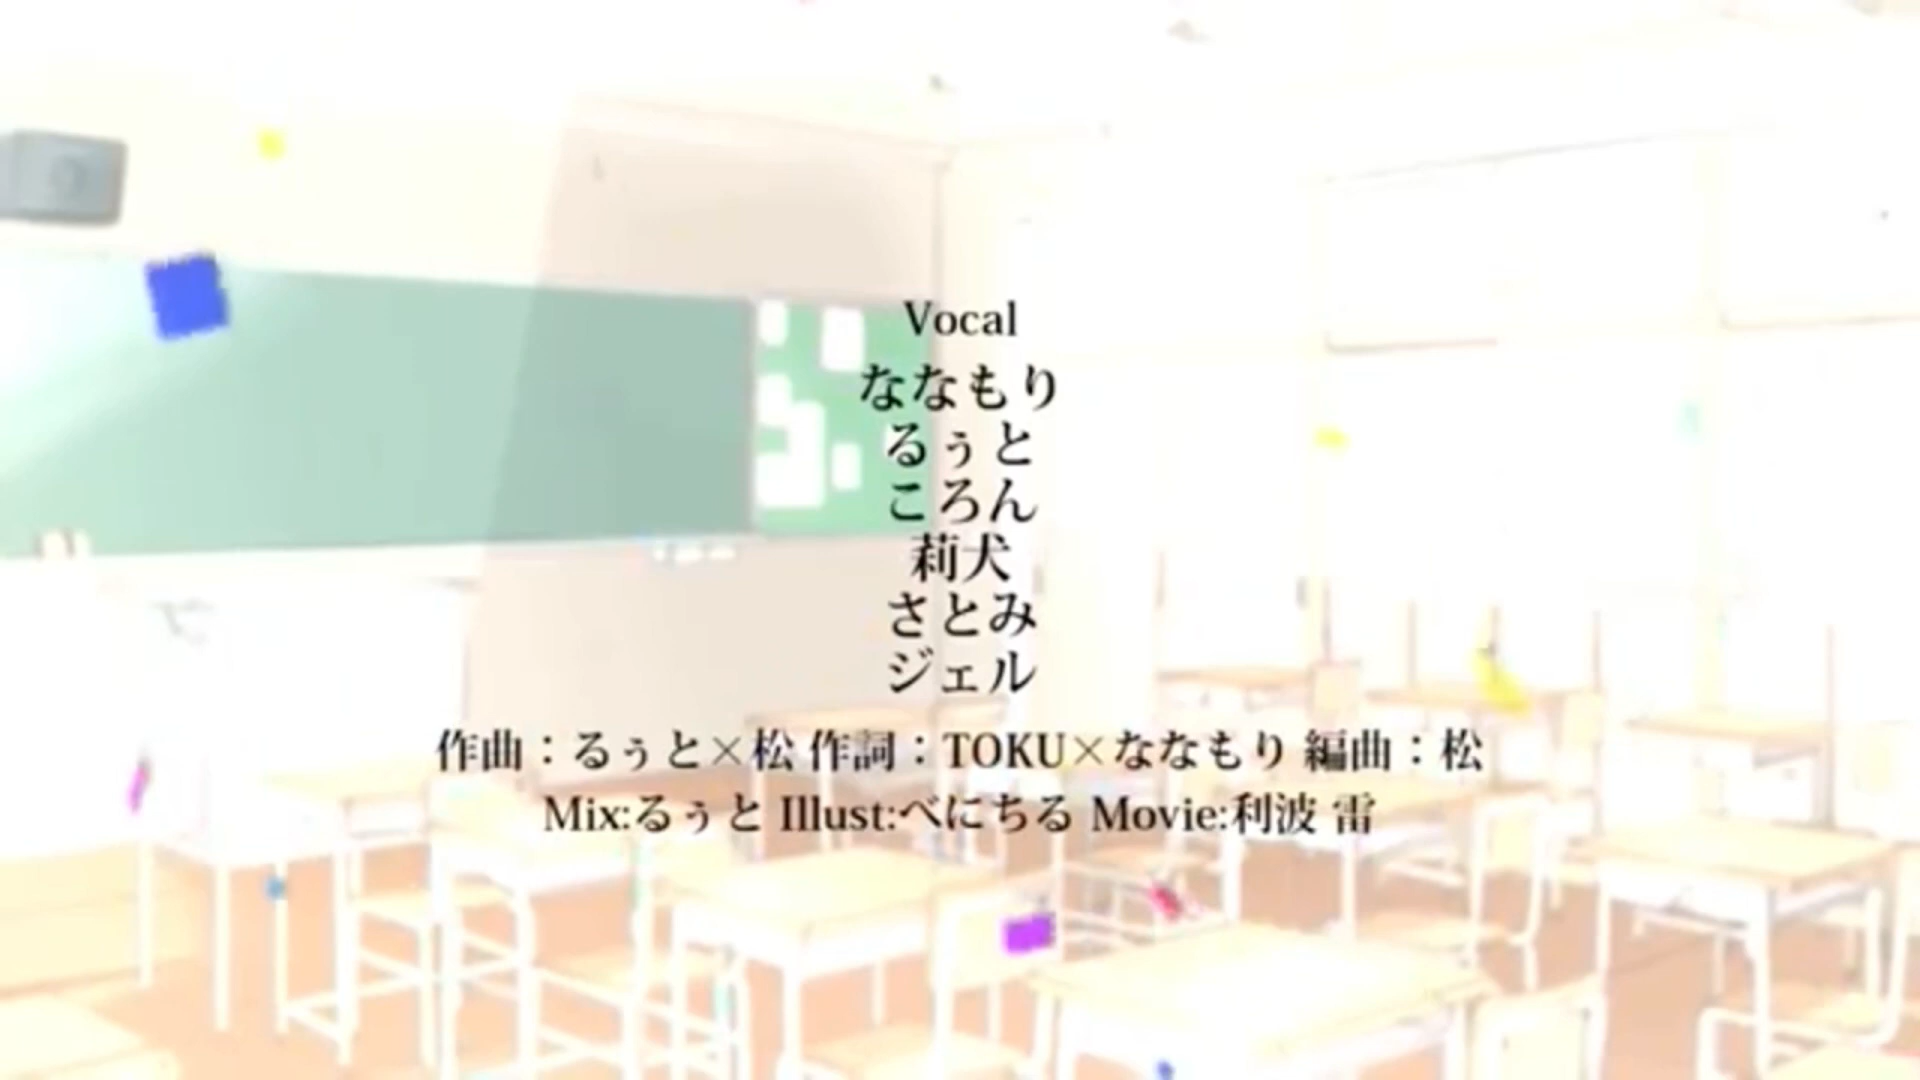 Vocal
ななもり
るぅと
ころん
莉犬
さとみ
ジェル
作曲：るぅと×松 作詞：TOKU×ななもり 編曲：松
Mix:るぅと Illust:べにちる Movie:利波 雷